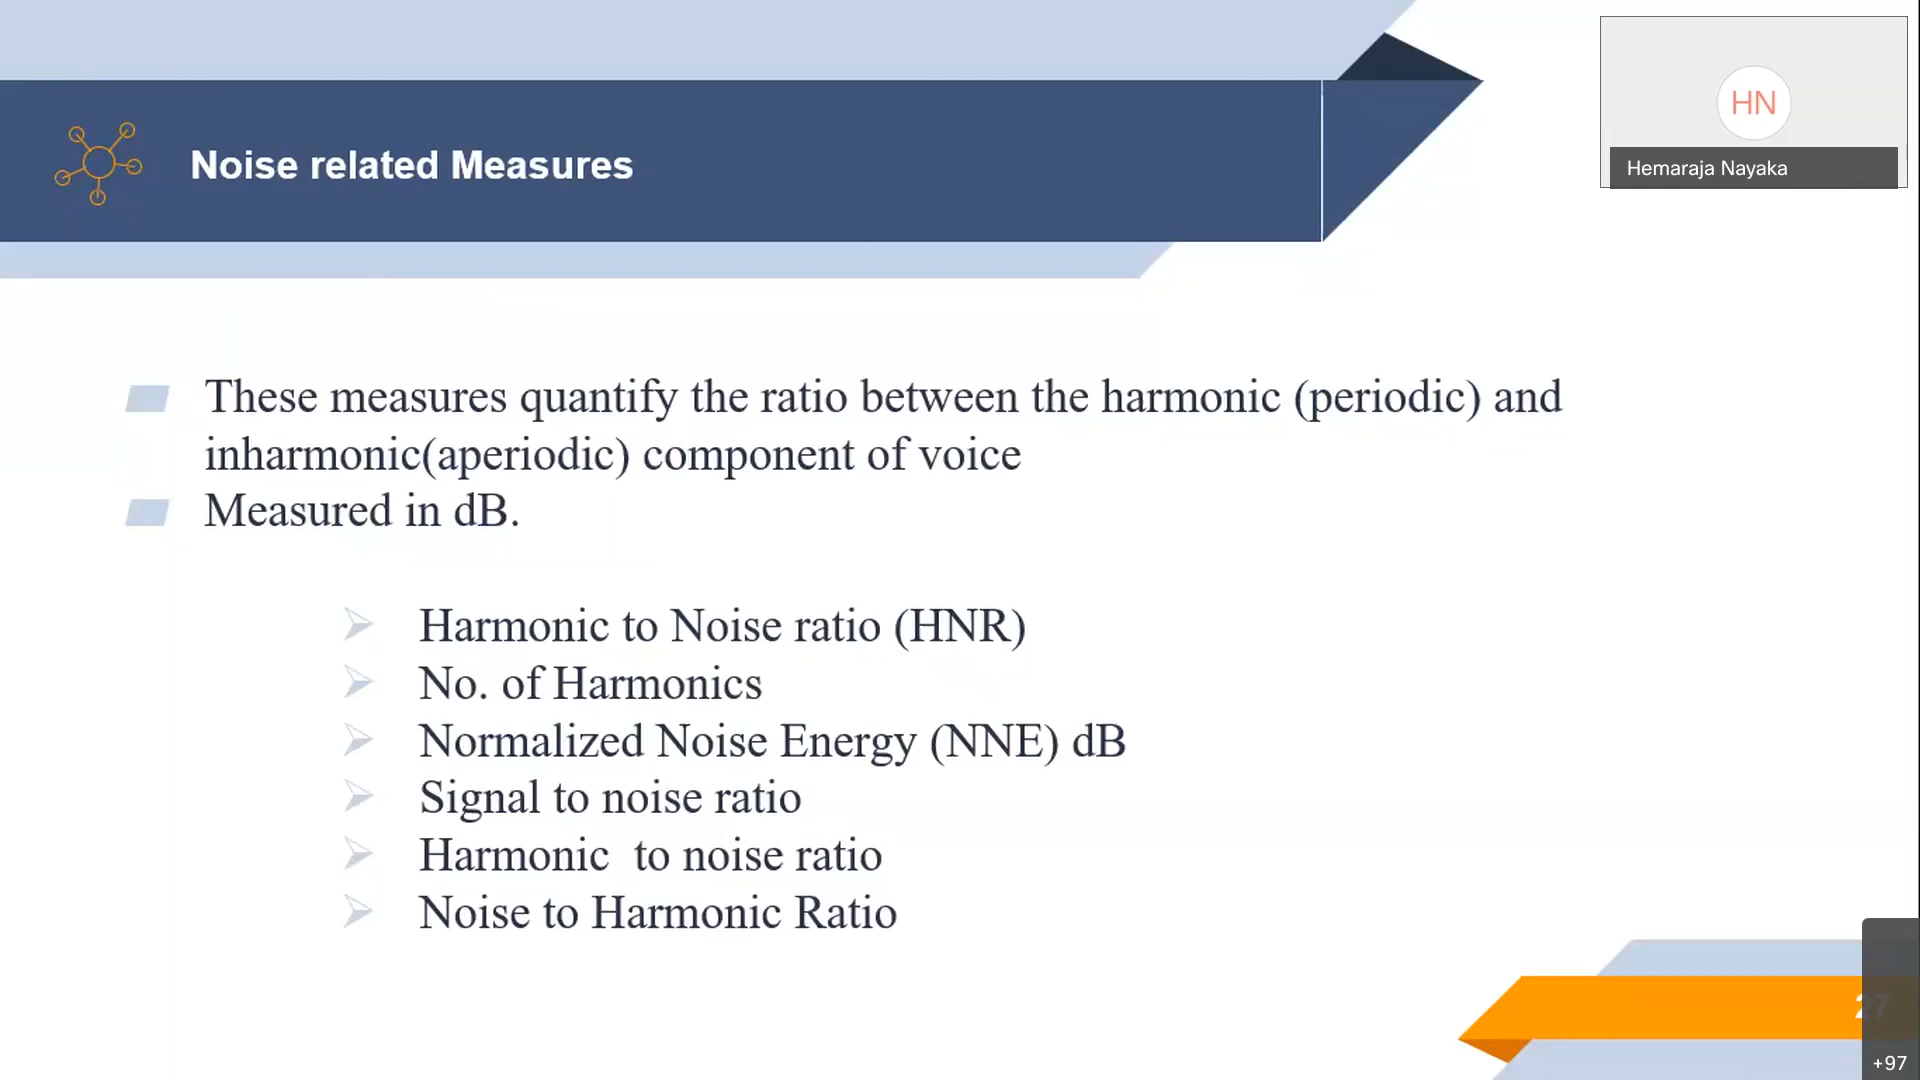 Noise related Measures
HN
Hemaraja Nayaka
These measures quantify the ratio between the harmonic (periodic) and
inharmonic(aperiodic) component of voice
Measured in dB.
Harmonic to Noise ratio (HNR)
No. of Harmonics
Normalized Noise Energy (NNE) dB
Signal to noise ratio
Harmonic  to noise ratio
Noise to Harmonic Ratio
27
+97